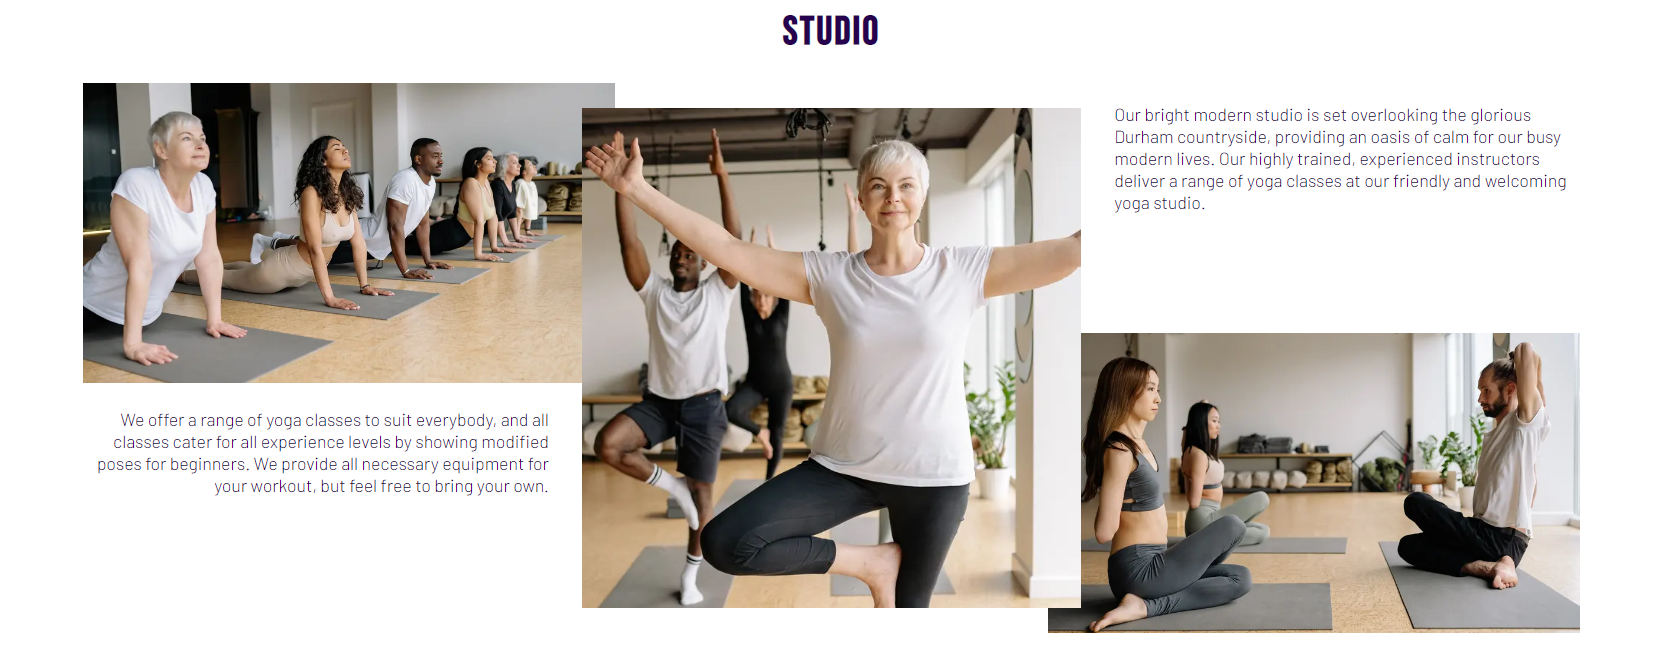 STUDIO
We offer a range of yoga classes to suit everybody, and all
classes cater for all experience levels by showing modified
poses for beginners. We provide all necessary equipment for
your workout, but feel free to bring your own.
Our bright modern studio is set overlooking the glorious
Durham countryside, providing an oasis of calm for our busy
modern lives. Our highly trained, experienced instructors
deliver a range of yoga classes at our friendly and welcoming
yoga studio.